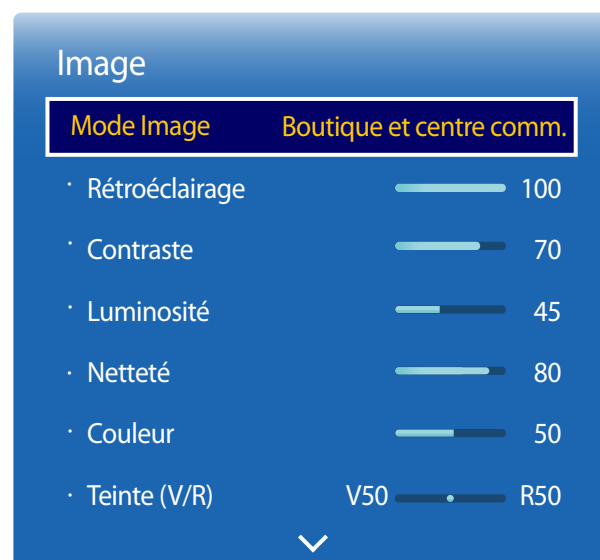 Image
Mode Image Boutique et centre comm.
· Rétroéclairage 100
· Contraste 70
· Luminosité 45
· Netteté 80
· Couleur 50
· Teinte (V/R) V50 R50